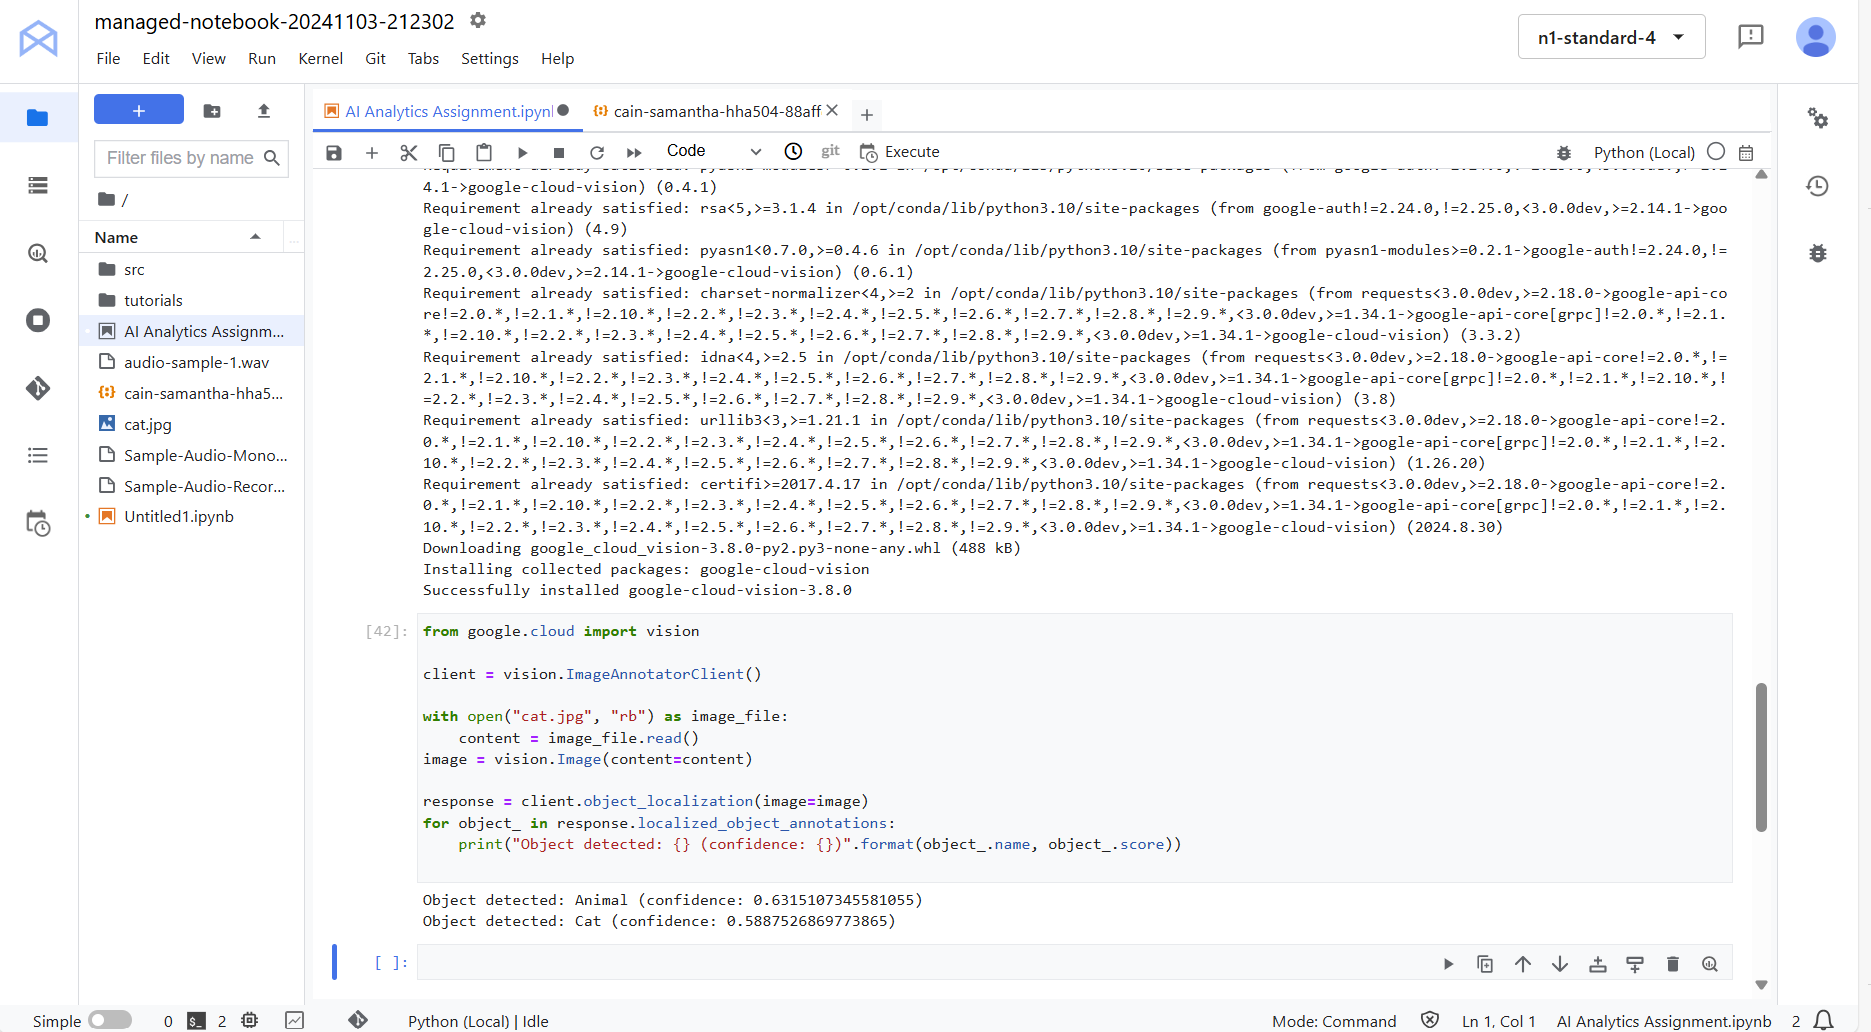 managed-notebook-20241103-212302
n1-standard-4
File Edit View Run Kernel Git Tabs Settings Help
AI Analytics Assignment.ipynl
cain-samantha-hha504-88aff
Filter files by name
Code
git
Execute
Python (Local)
/
Name
src
tutorials
AI Analytics Assignm...
audio-sample-1.wav
cain-samantha-hha5...
cat.jpg
Sample-Audio-Mono...
Sample-Audio-Recor...
Untitled1.ipynb
4.1->google-cloud-vision) (0.4.1)
Requirement already satisfied: rsa<5,>=3.1.4 in /opt/conda/lib/python3.10/site-packages (from google-auth!=2.24.0,!=2.25.0,<3.0.0dev,>=2.14.1->goo
gle-cloud-vision) (4.9)
Requirement already satisfied: pyasn1<0.7.0,>=0.4.6 in /opt/conda/lib/python3.10/site-packages (from pyasn1-modules>=0.2.1->google-auth!=2.24.0,!=
2.25.0,<3.0.0dev,>=2.14.1->google-cloud-vision) (0.6.1)
Requirement already satisfied: charset-normalizer<4,>=2 in /opt/conda/lib/python3.10/site-packages (from requests<3.0.0dev,>=2.18.0->google-api-co
re!=2.0.*,!=2.1.*,!=2.10.*,!=2.2.*,!=2.3.*,!=2.4.*,!=2.5.*,!=2.6.*,!=2.7.*,!=2.8.*,!=2.9.*,<3.0.0dev,>=1.34.1->google-api-core[grpc]!=2.0.*,!=2.1.
*,!=2.10.*,!=2.2.*,!=2.3.*,!=2.4.*,!=2.5.*,!=2.6.*,!=2.7.*,!=2.8.*,!=2.9.*,<3.0.0dev,>=1.34.1->google-cloud-vision) (3.3.2)
Requirement already satisfied: idna<4,>=2.5 in /opt/conda/lib/python3.10/site-packages (from requests<3.0.0dev,>=2.18.0->google-api-core!=2.0.*,!=
2.1.*,!=2.10.*,!=2.2.*,!=2.3.*,!=2.4.*,!=2.5.*,!=2.6.*,!=2.7.*,!=2.8.*,!=2.9.*,<3.0.0dev,>=1.34.1->google-api-core[grpc]!=2.0.*,!=2.1.*,!=2.10.*,!
=2.2.*,!=2.3.*,!=2.4.*,!=2.5.*,!=2.6.*,!=2.7.*,!=2.8.*,!=2.9.*,<3.0.0dev,>=1.34.1->google-cloud-vision) (3.8)
Requirement already satisfied: urllib3<3,>=1.21.1 in /opt/conda/lib/python3.10/site-packages (from requests<3.0.0dev,>=2.18.0->google-api-core!=2.
0.*,!=2.1.*,!=2.10.*,!=2.2.*,!=2.3.*,!=2.4.*,!=2.5.*,!=2.6.*,!=2.7.*,!=2.8.*,!=2.9.*,<3.0.0dev,>=1.34.1->google-api-core[grpc]!=2.0.*,!=2.1.*,!=2.
10.*,!=2.2.*,!=2.3.*,!=2.4.*,!=2.5.*,!=2.6.*,!=2.7.*,!=2.8.*,!=2.9.*,<3.0.0dev,>=1.34.1->google-cloud-vision) (1.26.20)
Requirement already satisfied: certifi>=2017.4.17 in /opt/conda/lib/python3.10/site-packages (from requests<3.0.0dev,>=2.18.0->google-api-core!=2.
0.*,!=2.1.*,!=2.10.*,!=2.2.*,!=2.3.*,!=2.4.*,!=2.5.*,!=2.6.*,!=2.7.*,!=2.8.*,!=2.9.*,<3.0.0dev,>=1.34.1->google-api-core[grpc]!=2.0.*,!=2.1.*,!=2.
10.*,!=2.2.*,!=2.3.*,!=2.4.*,!=2.5.*,!=2.6.*,!=2.7.*,!=2.8.*,!=2.9.*,<3.0.0dev,>=1.34.1->google-cloud-vision) (2024.8.30)
Downloading google_cloud_vision-3.8.0-py2.py3-none-any.whl (488 kB)
Installing collected packages: google-cloud-vision
Successfully installed google-cloud-vision-3.8.0
[42]: from google.cloud import vision
client = vision.ImageAnnotatorClient()
with open("cat.jpg", "rb") as image_file:
content = image_file.read()
image = vision.Image(content=content)
response = client.object_localization(image=image)
for object_ in response.localized_object_annotations:
print("Object detected: {} (confidence: {})".format(object_.name, object_.score))
Object detected: Animal (confidence: 0.6315107345581055)
Object detected: Cat (confidence: 0.5887526869773865)
[ ]:
Simple 0 2 Python (Local) | Idle Mode: Command Ln 1, Col 1 AI Analytics Assignment.ipynb 2